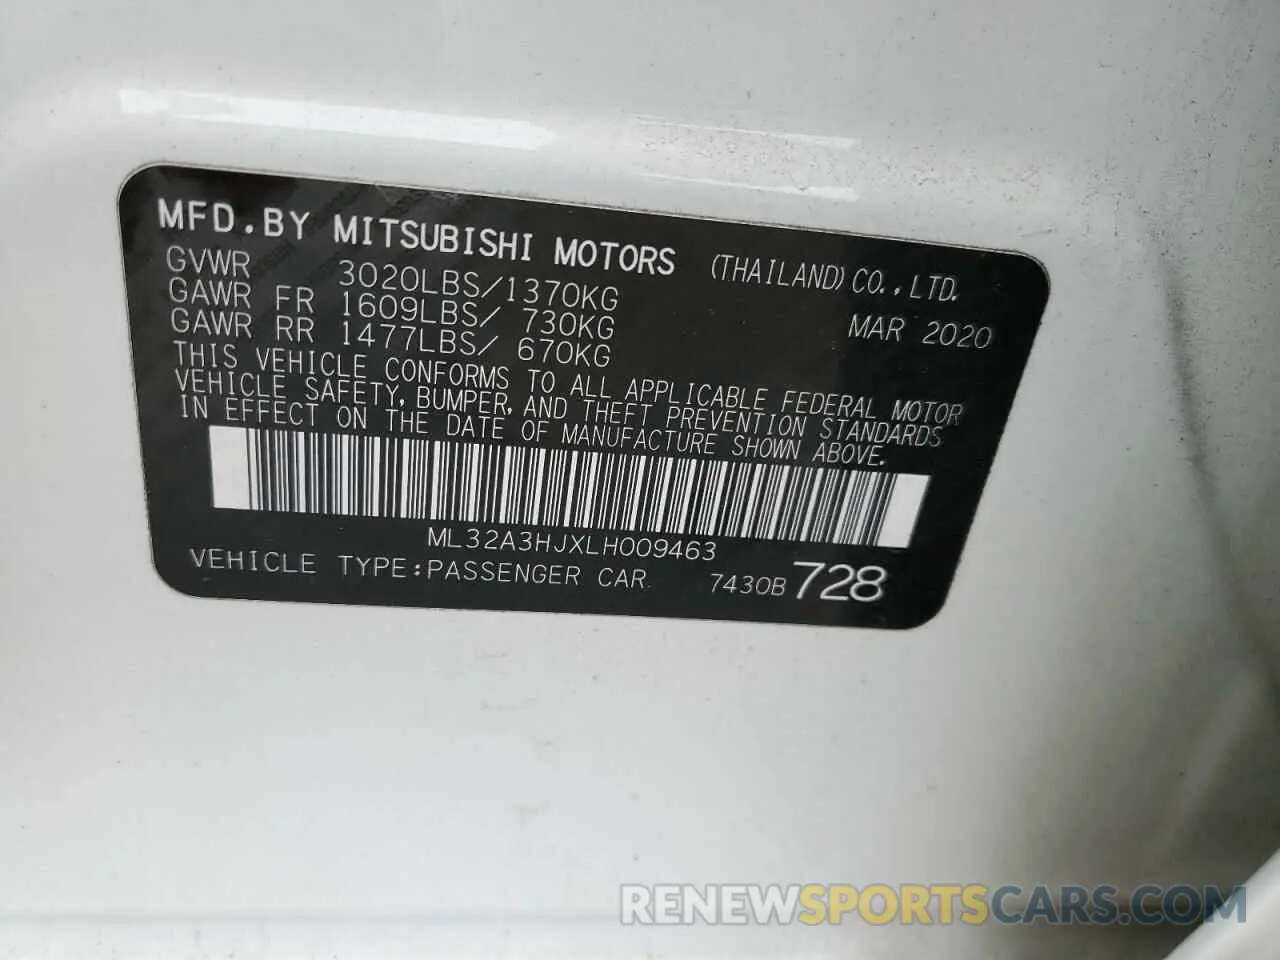 MFD.BY MITSUBISHI MOTORS (THAILAND) CO., LTD.
GVWR 3020LBS/1370KG
GAWR FR 1609LBS/ 730KG MAR 2020
GAWR RR 1477LBS/ 670KG
THIS VEHICLE CONFORMS TO ALL APPLICABLE FEDERAL MOTOR
VEHICLE SAFETY, BUMPER, AND THEFT PREVENTION STANDARDS
IN EFFECT ON THE DATE OF MANUFACTURE SHOWN ABOVE.
ML32A3HJXLH009463
VEHICLE TYPE:PASSENGER CAR 7430B 728
RENEWSPORTSCARS.COM